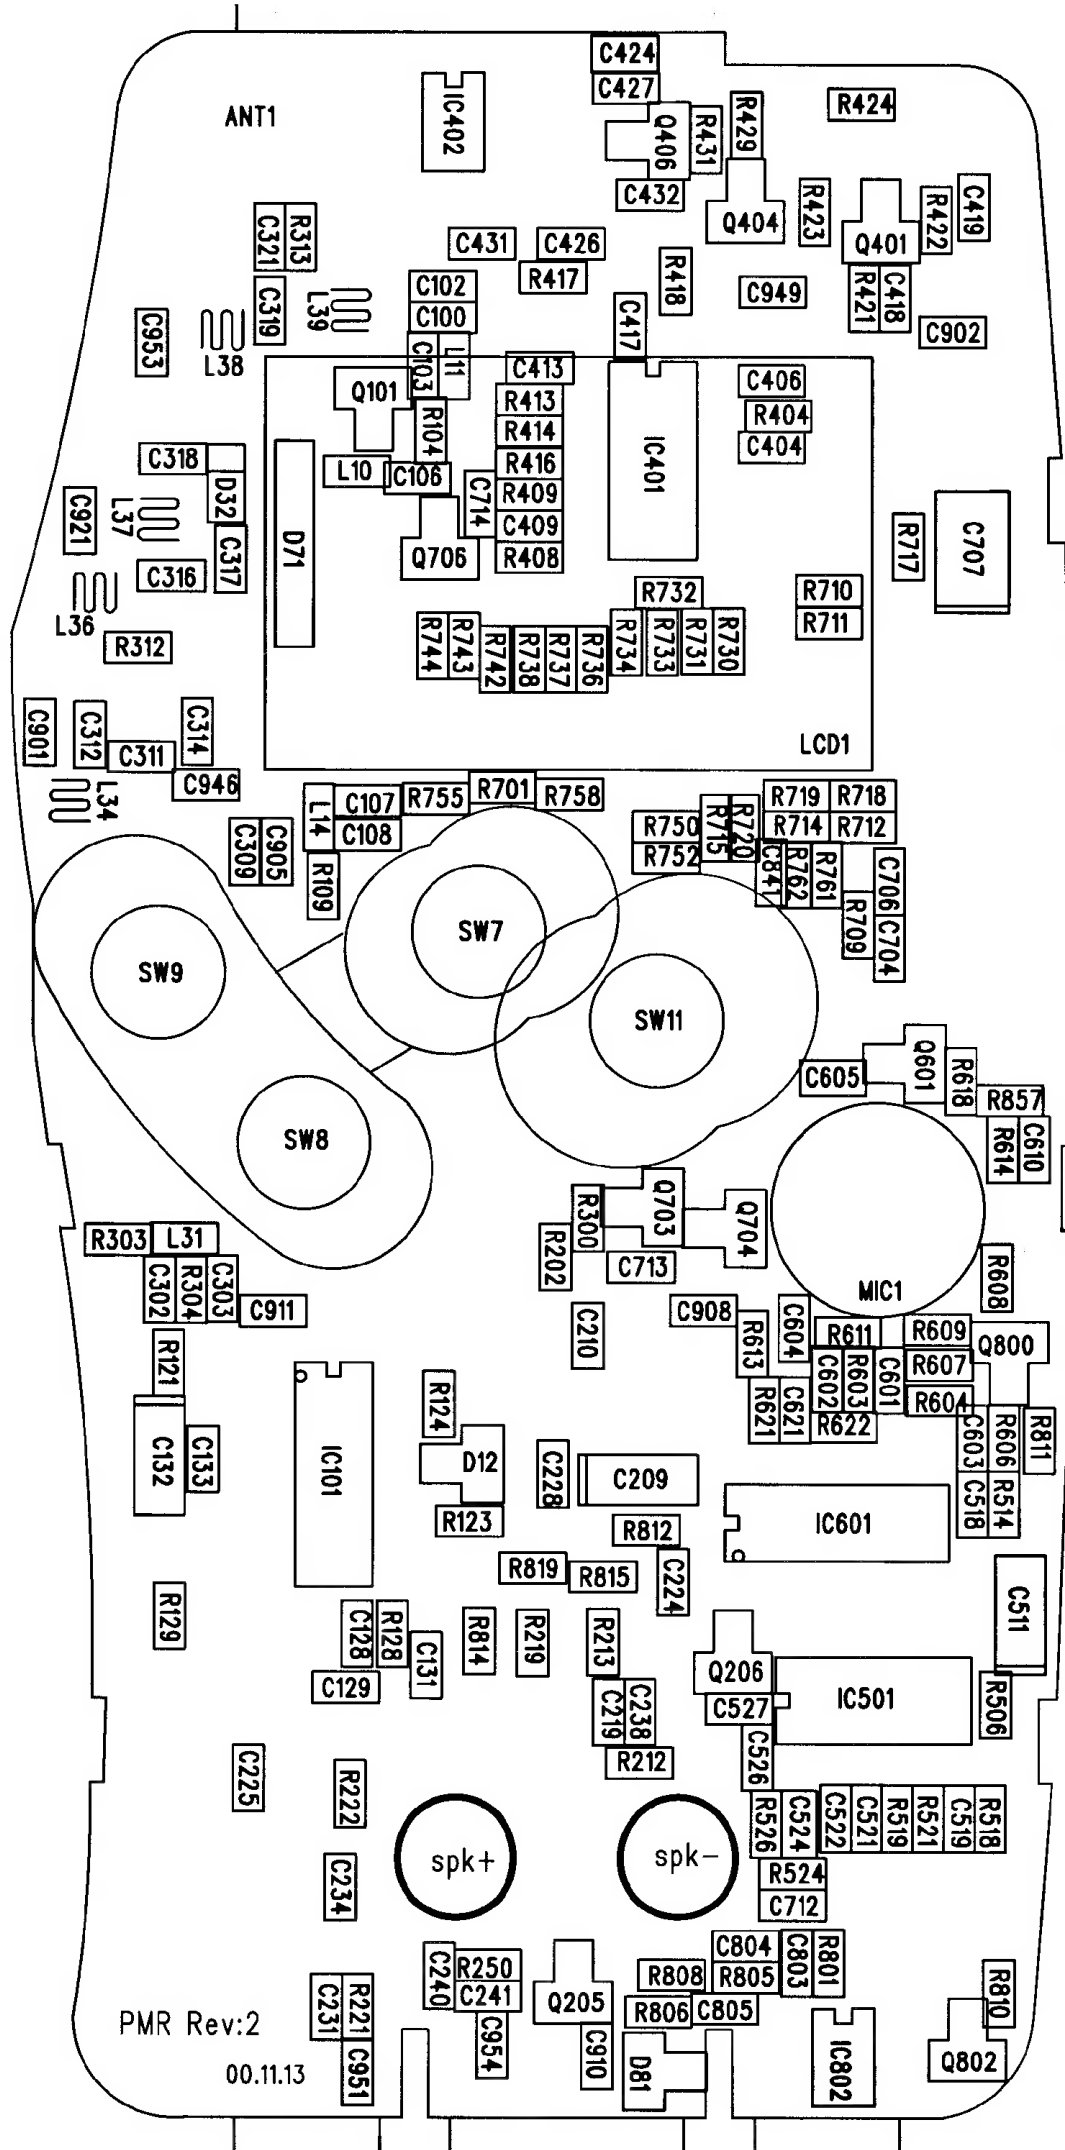 C424
C427
IC402
ANT1
R424
Q406
R431
R429
C432
Q404
R423
Q401
R422
C419
C321
R313
C431
C426
R417
R418
C102
C100
C949
R421
C418
C902
C319
L39
C417
C953
L38
C103
L11
C413
C406
Q101
R413
R404
R104
R414
C404
IC401
C318
L10
C106
R416
D32
C714
R409
C921
L37
C409
D71
Q706
R408
C317
R717
C707
C316
R732
R710
R711
L36
R312
R744
R743
R742
R738
R737
R736
R734
R733
R731
R730
C901
C312
C314
C311
LCD1
C946
L34
L14
C107
R755
R701
R758
R719
R718
C108
R750
R715
R720
R714
R712
C309
C905
R752
C841
R762
R761
R109
C706
R709
C704
SW7
SW9
SW11
Q601
C605
R618
R857
SW8
R614
C610
R300
Q703
Q704
R303
L31
R202
C713
C302
R304
C303
MIC1
R608
C911
C210
C908
C604
R613
R611
R609
Q800
R121
C602
R603
C601
R607
R124
R621
C621
R604
R622
IC101
C132
C133
D12
C228
C209
C603
R606
R811
R123
R812
IC601
C518
R514
R819
R815
C224
C511
R129
C128
R128
C131
R814
R219
R213
Q206
IC501
C129
C219
C238
C527
R506
R212
C526
C225
R222
R526
C524
C522
C521
R519
R521
C519
R518
spk+
spk-
R524
C234
C712
C804
C803
R801
C240
R250
R808
R805
C241
Q205
R810
C231
R221
R806
C805
PMR Rev:2
C954
C910
D81
IC802
Q802
00.11.13
C951